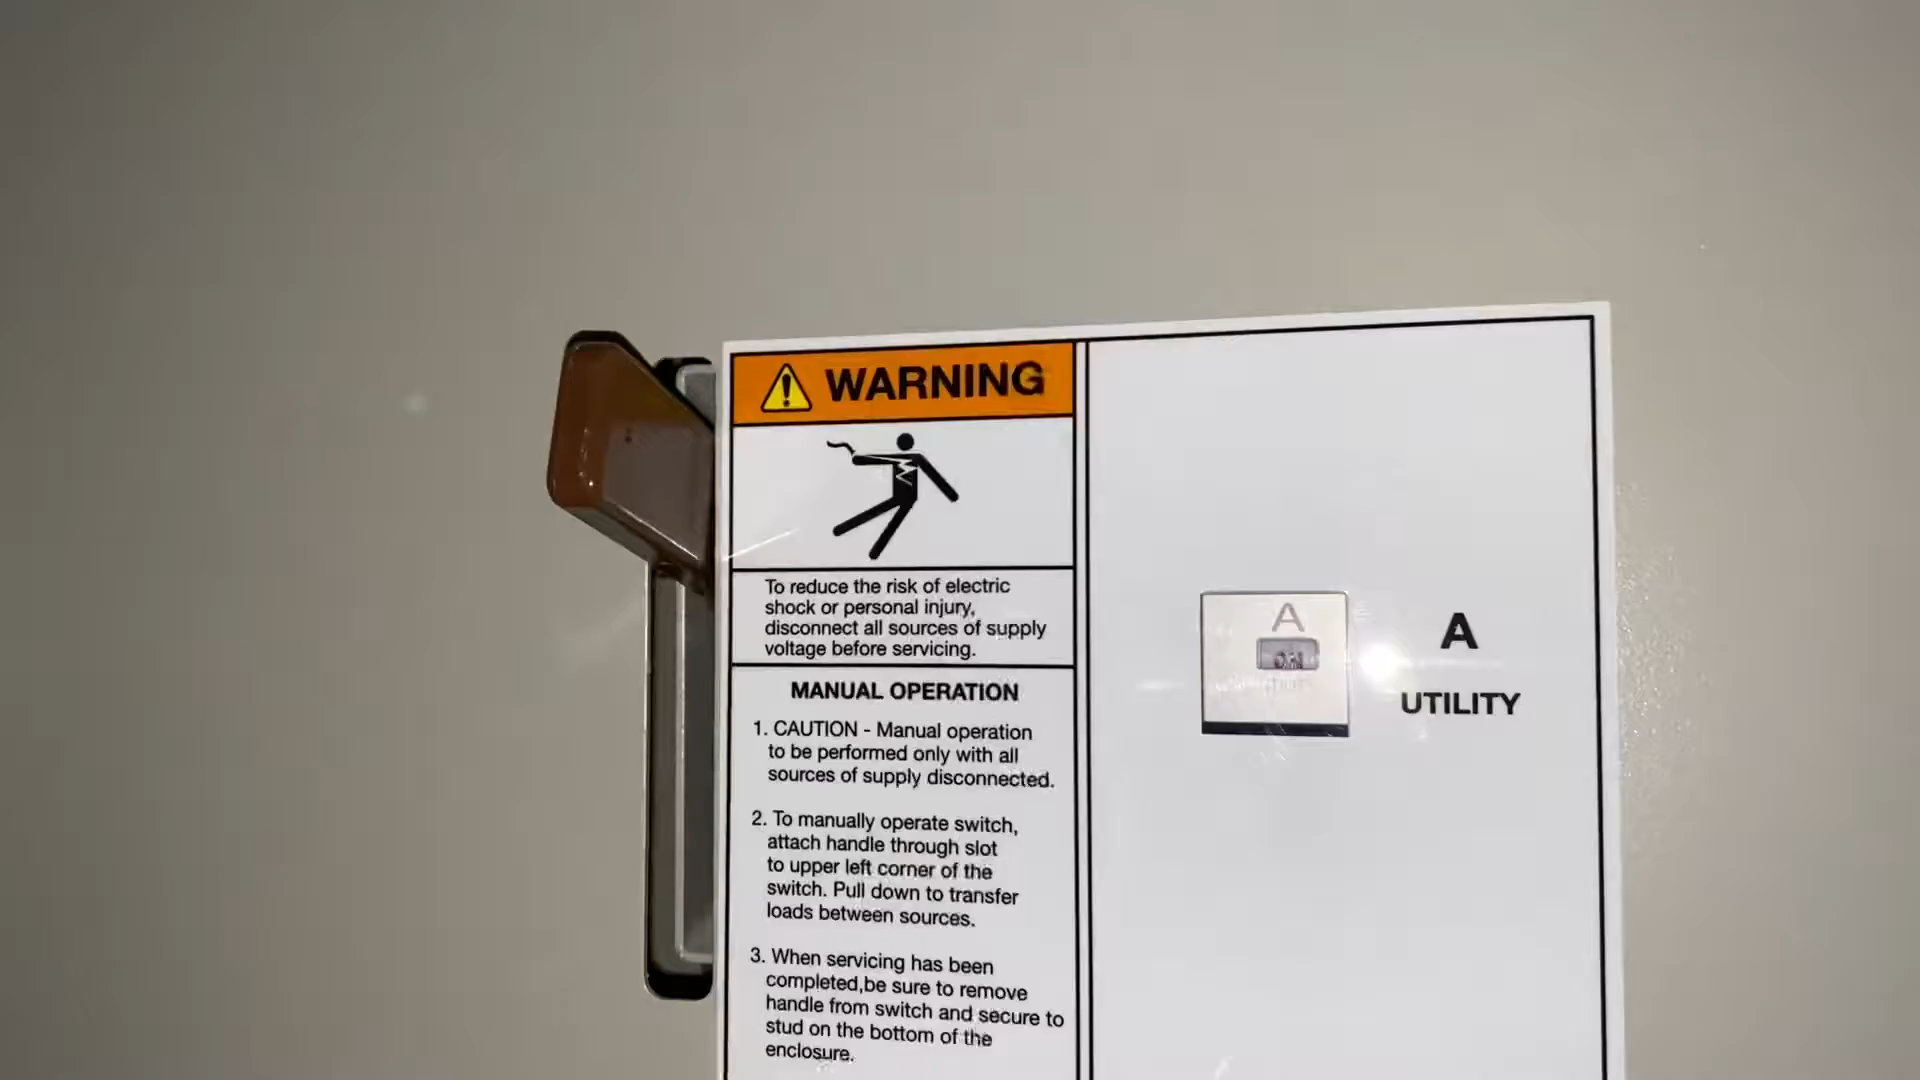 WARNING
To reduce the risk of electric
shock or personal injury,
disconnect all sources of supply
voltage before servicing.
MANUAL OPERATION
1. CAUTION - Manual operation
to be performed only with all
sources of supply disconnected.
2. To manually operate switch,
attach handle through slot
to upper left corner of the
switch. Pull down to transfer
loads between sources.
3. When servicing has been
completed,be sure to remove
handle from switch and secure to
stud on the bottom of the
enclosure.
A
ON
A
UTILITY